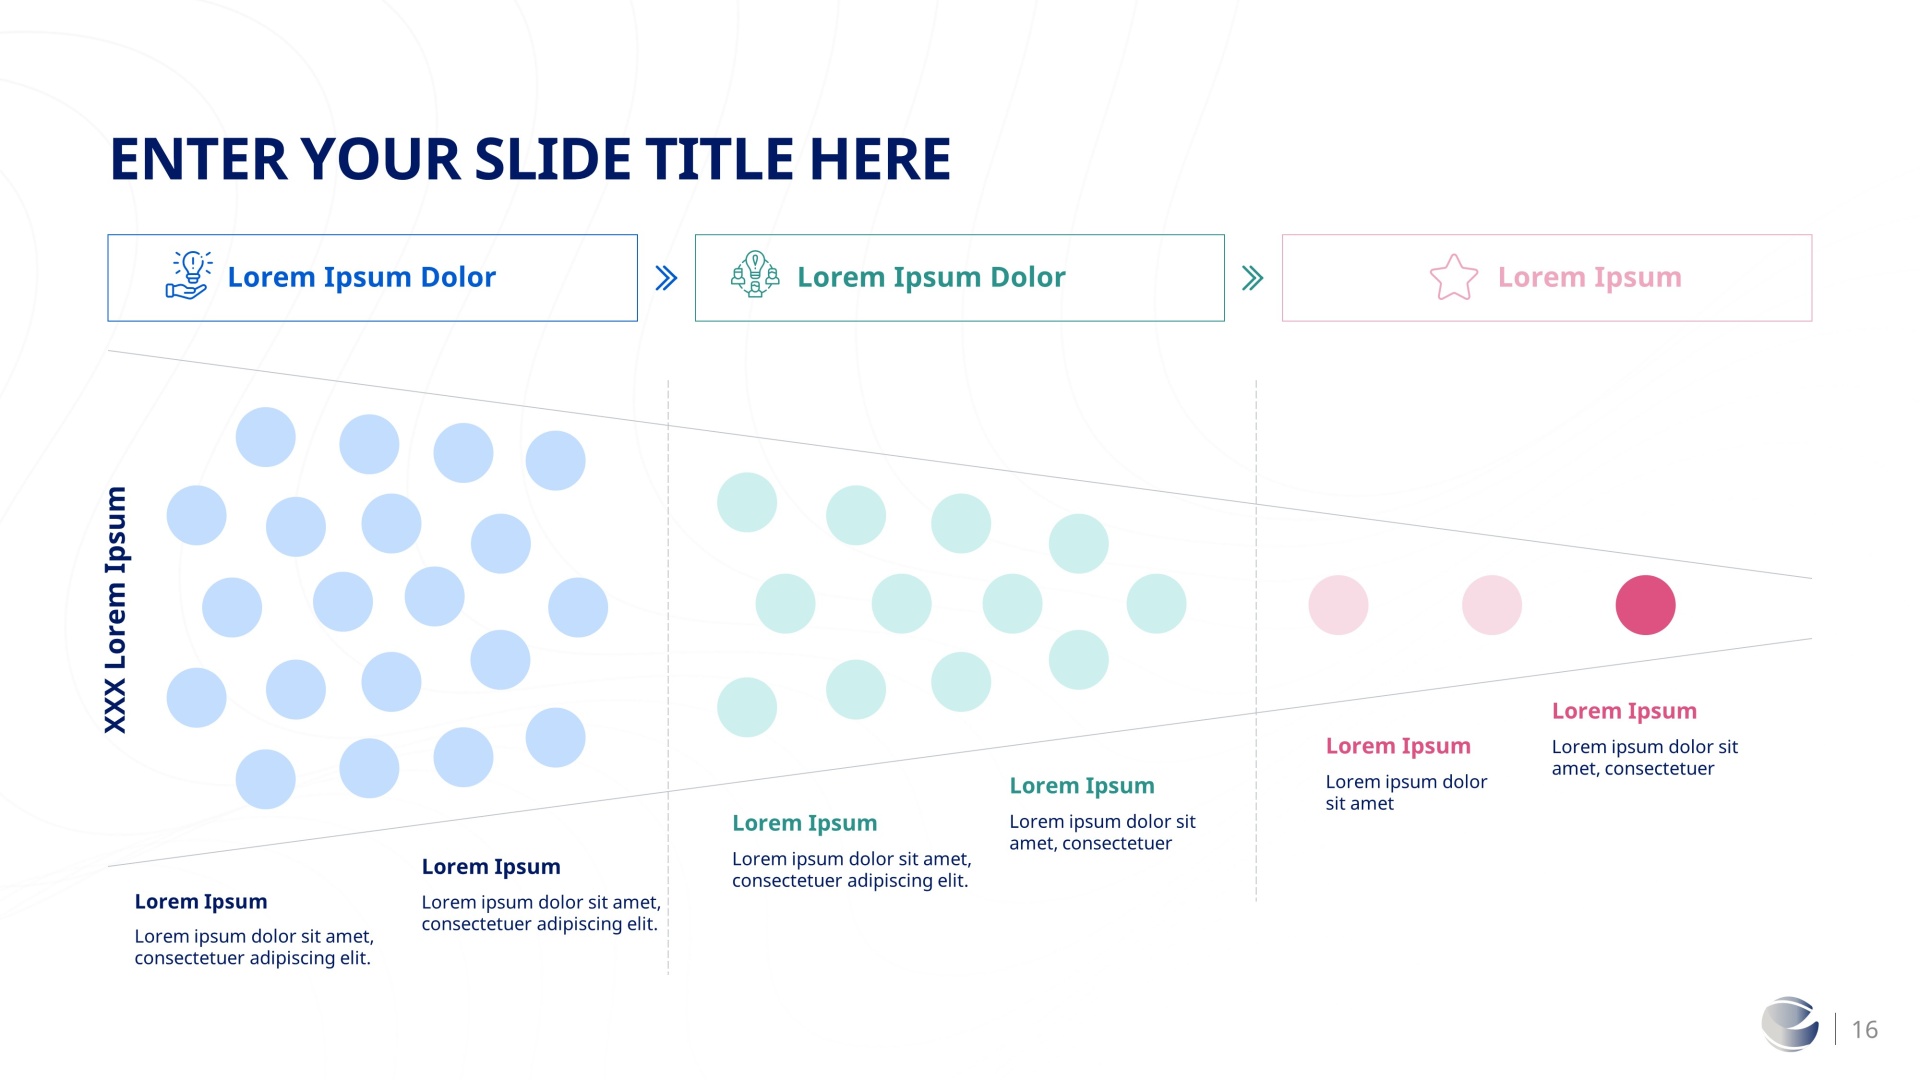 ENTER YOUR SLIDE TITLE HERE
Lorem Ipsum Dolor
Lorem Ipsum Dolor
Lorem Ipsum
XXX Lorem Ipsum
Lorem Ipsum
Lorem ipsum dolor sit amet,
consectetuer adipiscing elit.
Lorem Ipsum
Lorem ipsum dolor sit amet,
consectetuer adipiscing elit.
Lorem Ipsum
Lorem ipsum dolor sit amet,
consectetuer adipiscing elit.
Lorem Ipsum
Lorem ipsum dolor sit
amet, consectetuer
Lorem Ipsum
Lorem ipsum dolor
sit amet
Lorem Ipsum
Lorem ipsum dolor sit
amet, consectetuer
16